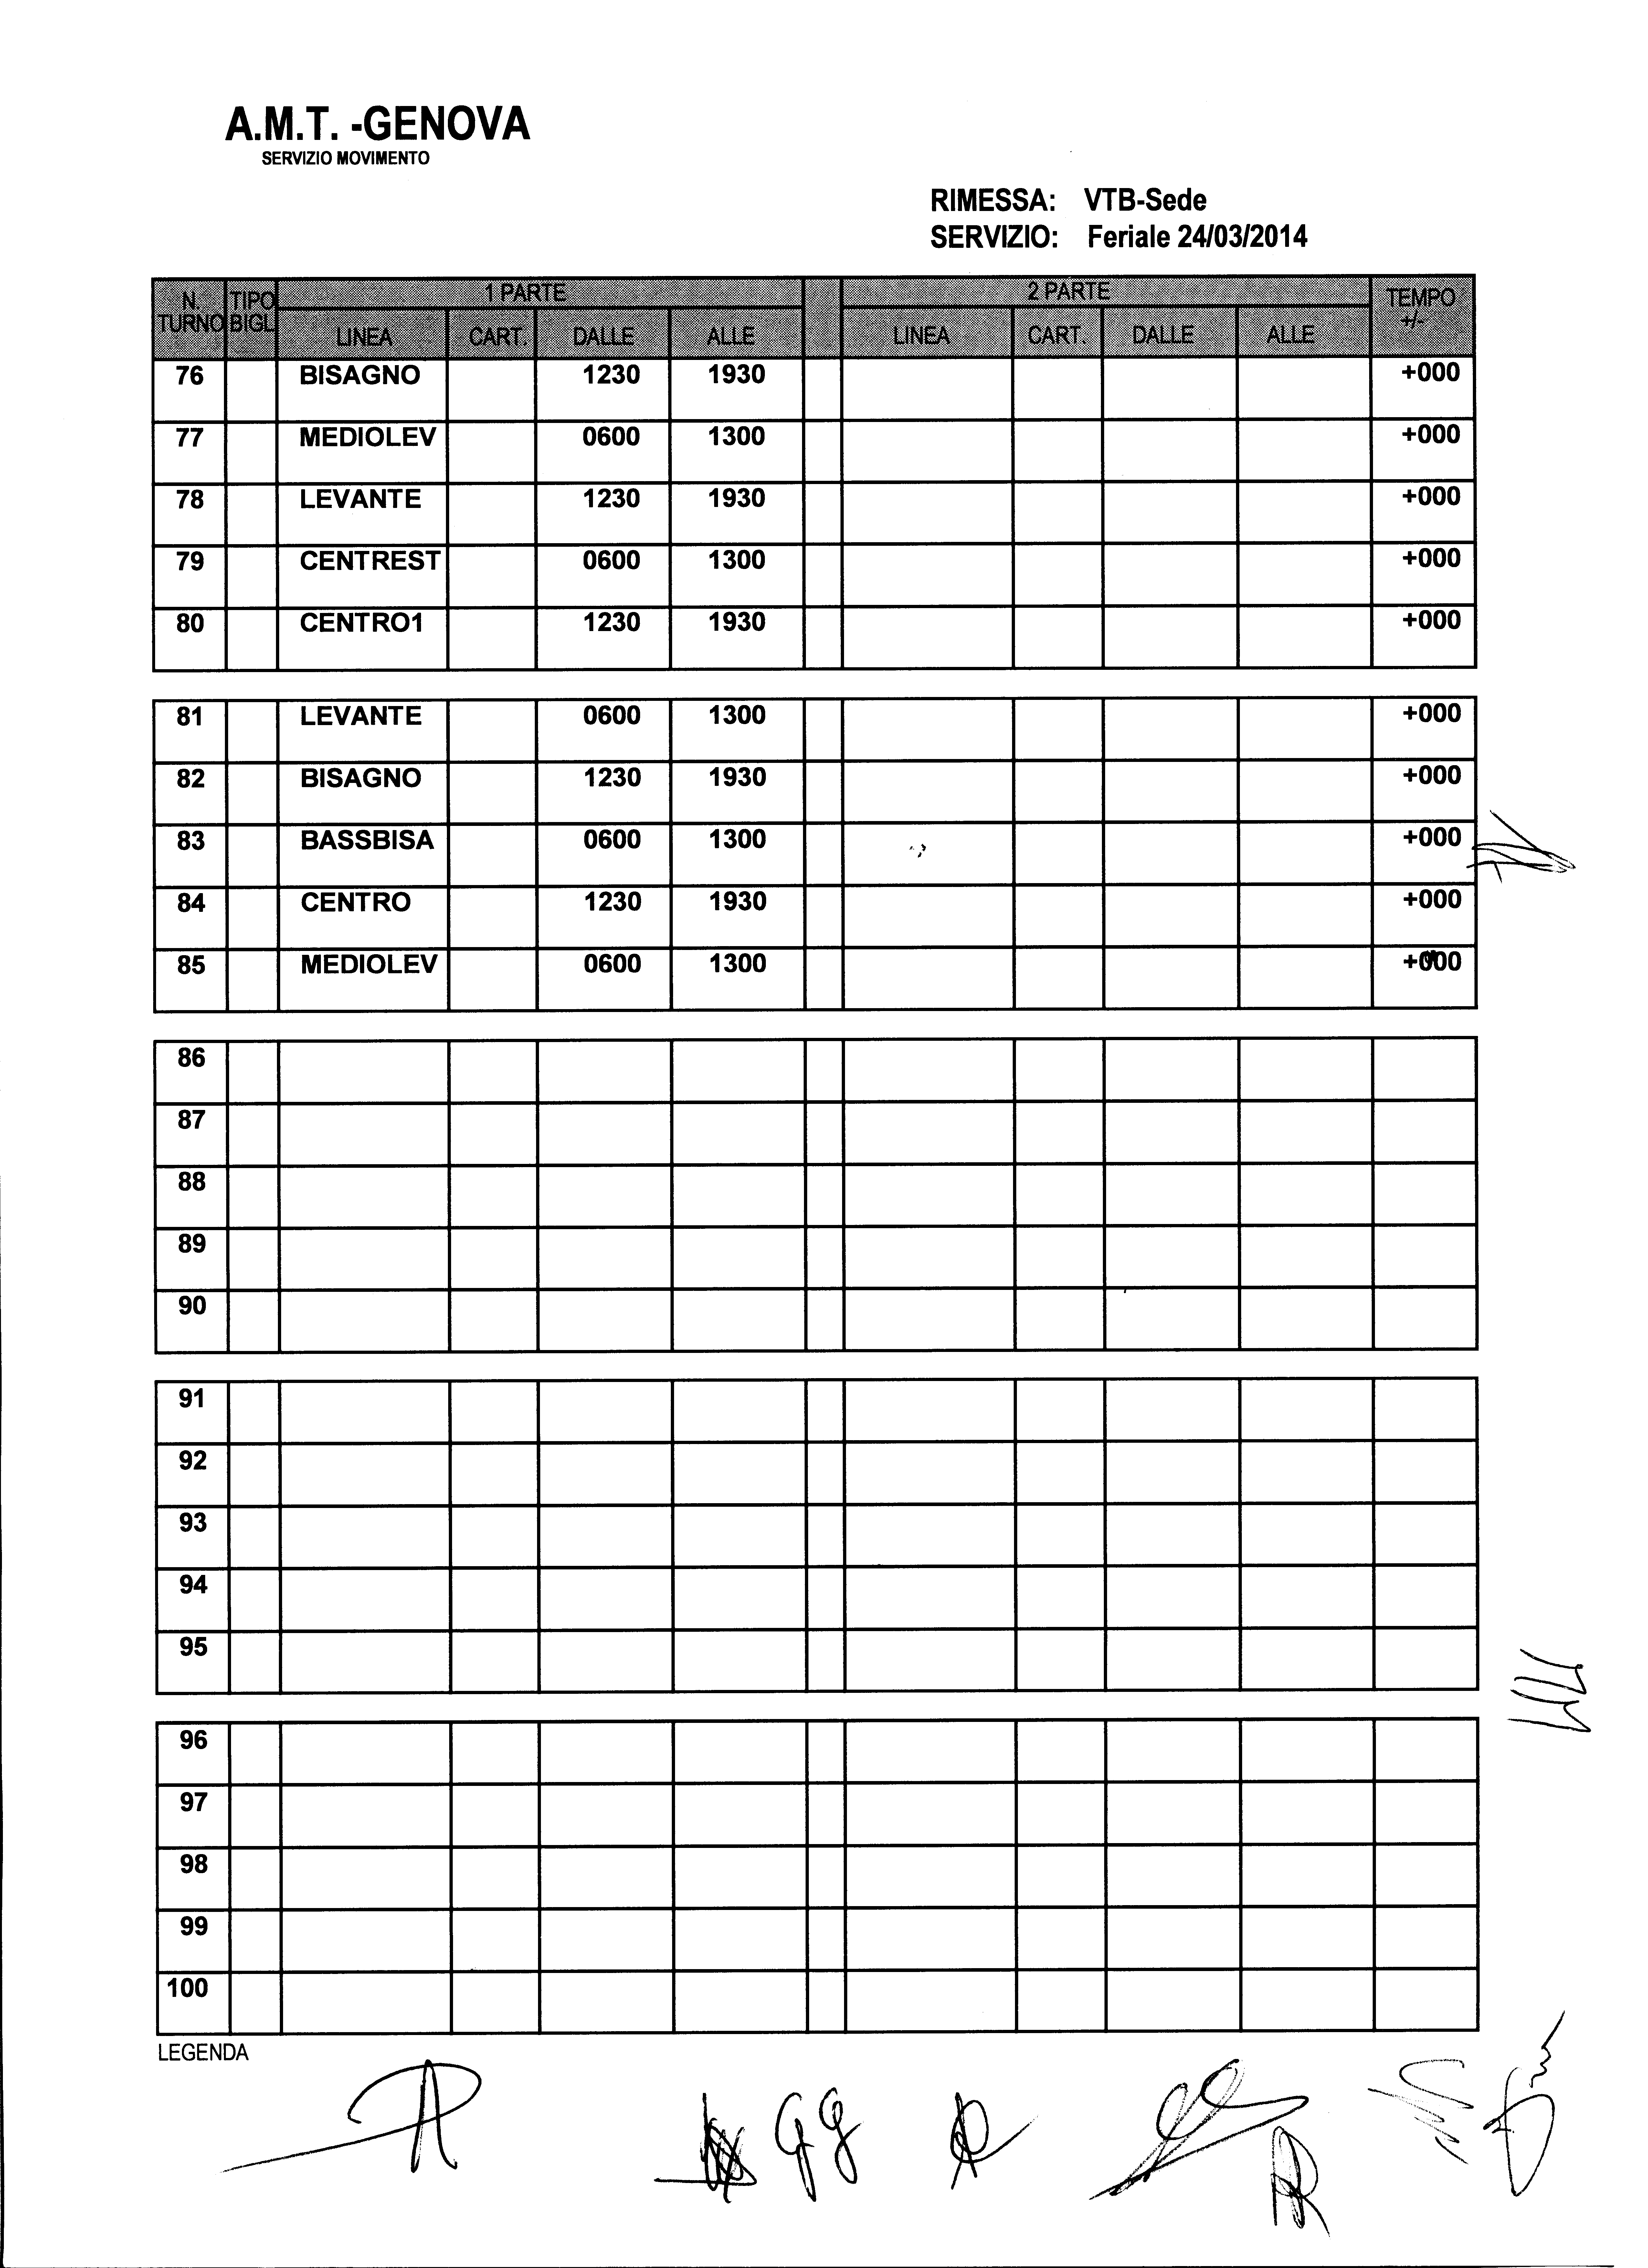 A.M.T. -GENOVA
SERVIZIO MOVIMENTO
RIMESSA: VTB-Sede
SERVIZIO: Feriale 24/03/2014
N. TURNO TIPO BIGL 1 PARTE 2 PARTE TEMPO +/-
LINEA CART. DALLE ALLE LINEA CART. DALLE ALLE
76 BISAGNO 1230 1930 +000
77 MEDIOLEV 0600 1300 +000
78 LEVANTE 1230 1930 +000
79 CENTREST 0600 1300 +000
80 CENTRO1 1230 1930 +000
81 LEVANTE 0600 1300 +000
82 BISAGNO 1230 1930 +000
83 BASSBISA 0600 1300 +000
84 CENTRO 1230 1930 +000
85 MEDIOLEV 0600 1300 +000
86
87
88
89
90
91
92
93
94
95
96
97
98
99
100
LEGENDA